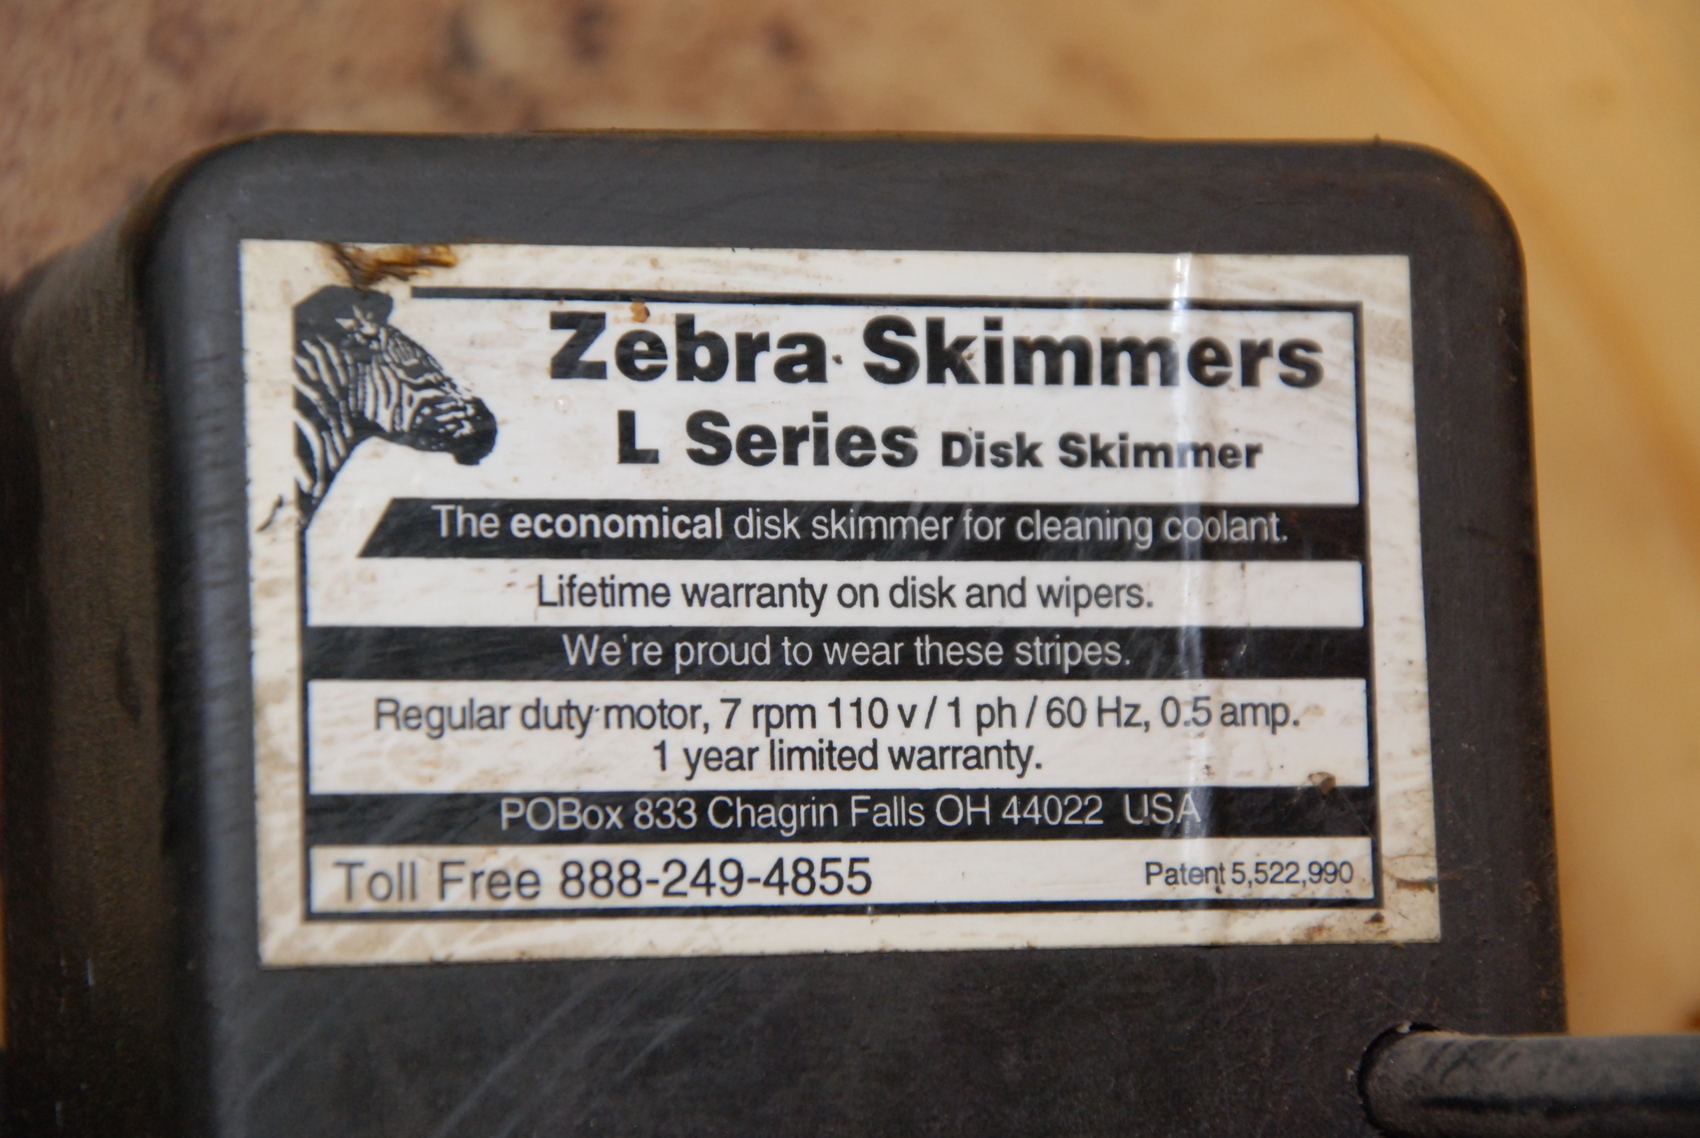 Zebra Skimmers
L Series Disk Skimmer
The economical disk skimmer for cleaning coolant.
Lifetime warranty on disk and wipers.
We're proud to wear these stripes.
Regular duty motor, 7 rpm 110 v / 1 ph / 60 Hz, 0.5 amp.
1 year limited warranty.
POBox 833 Chagrin Falls OH 44022 USA
Toll Free 888-249-4855
Patent 5,522,990